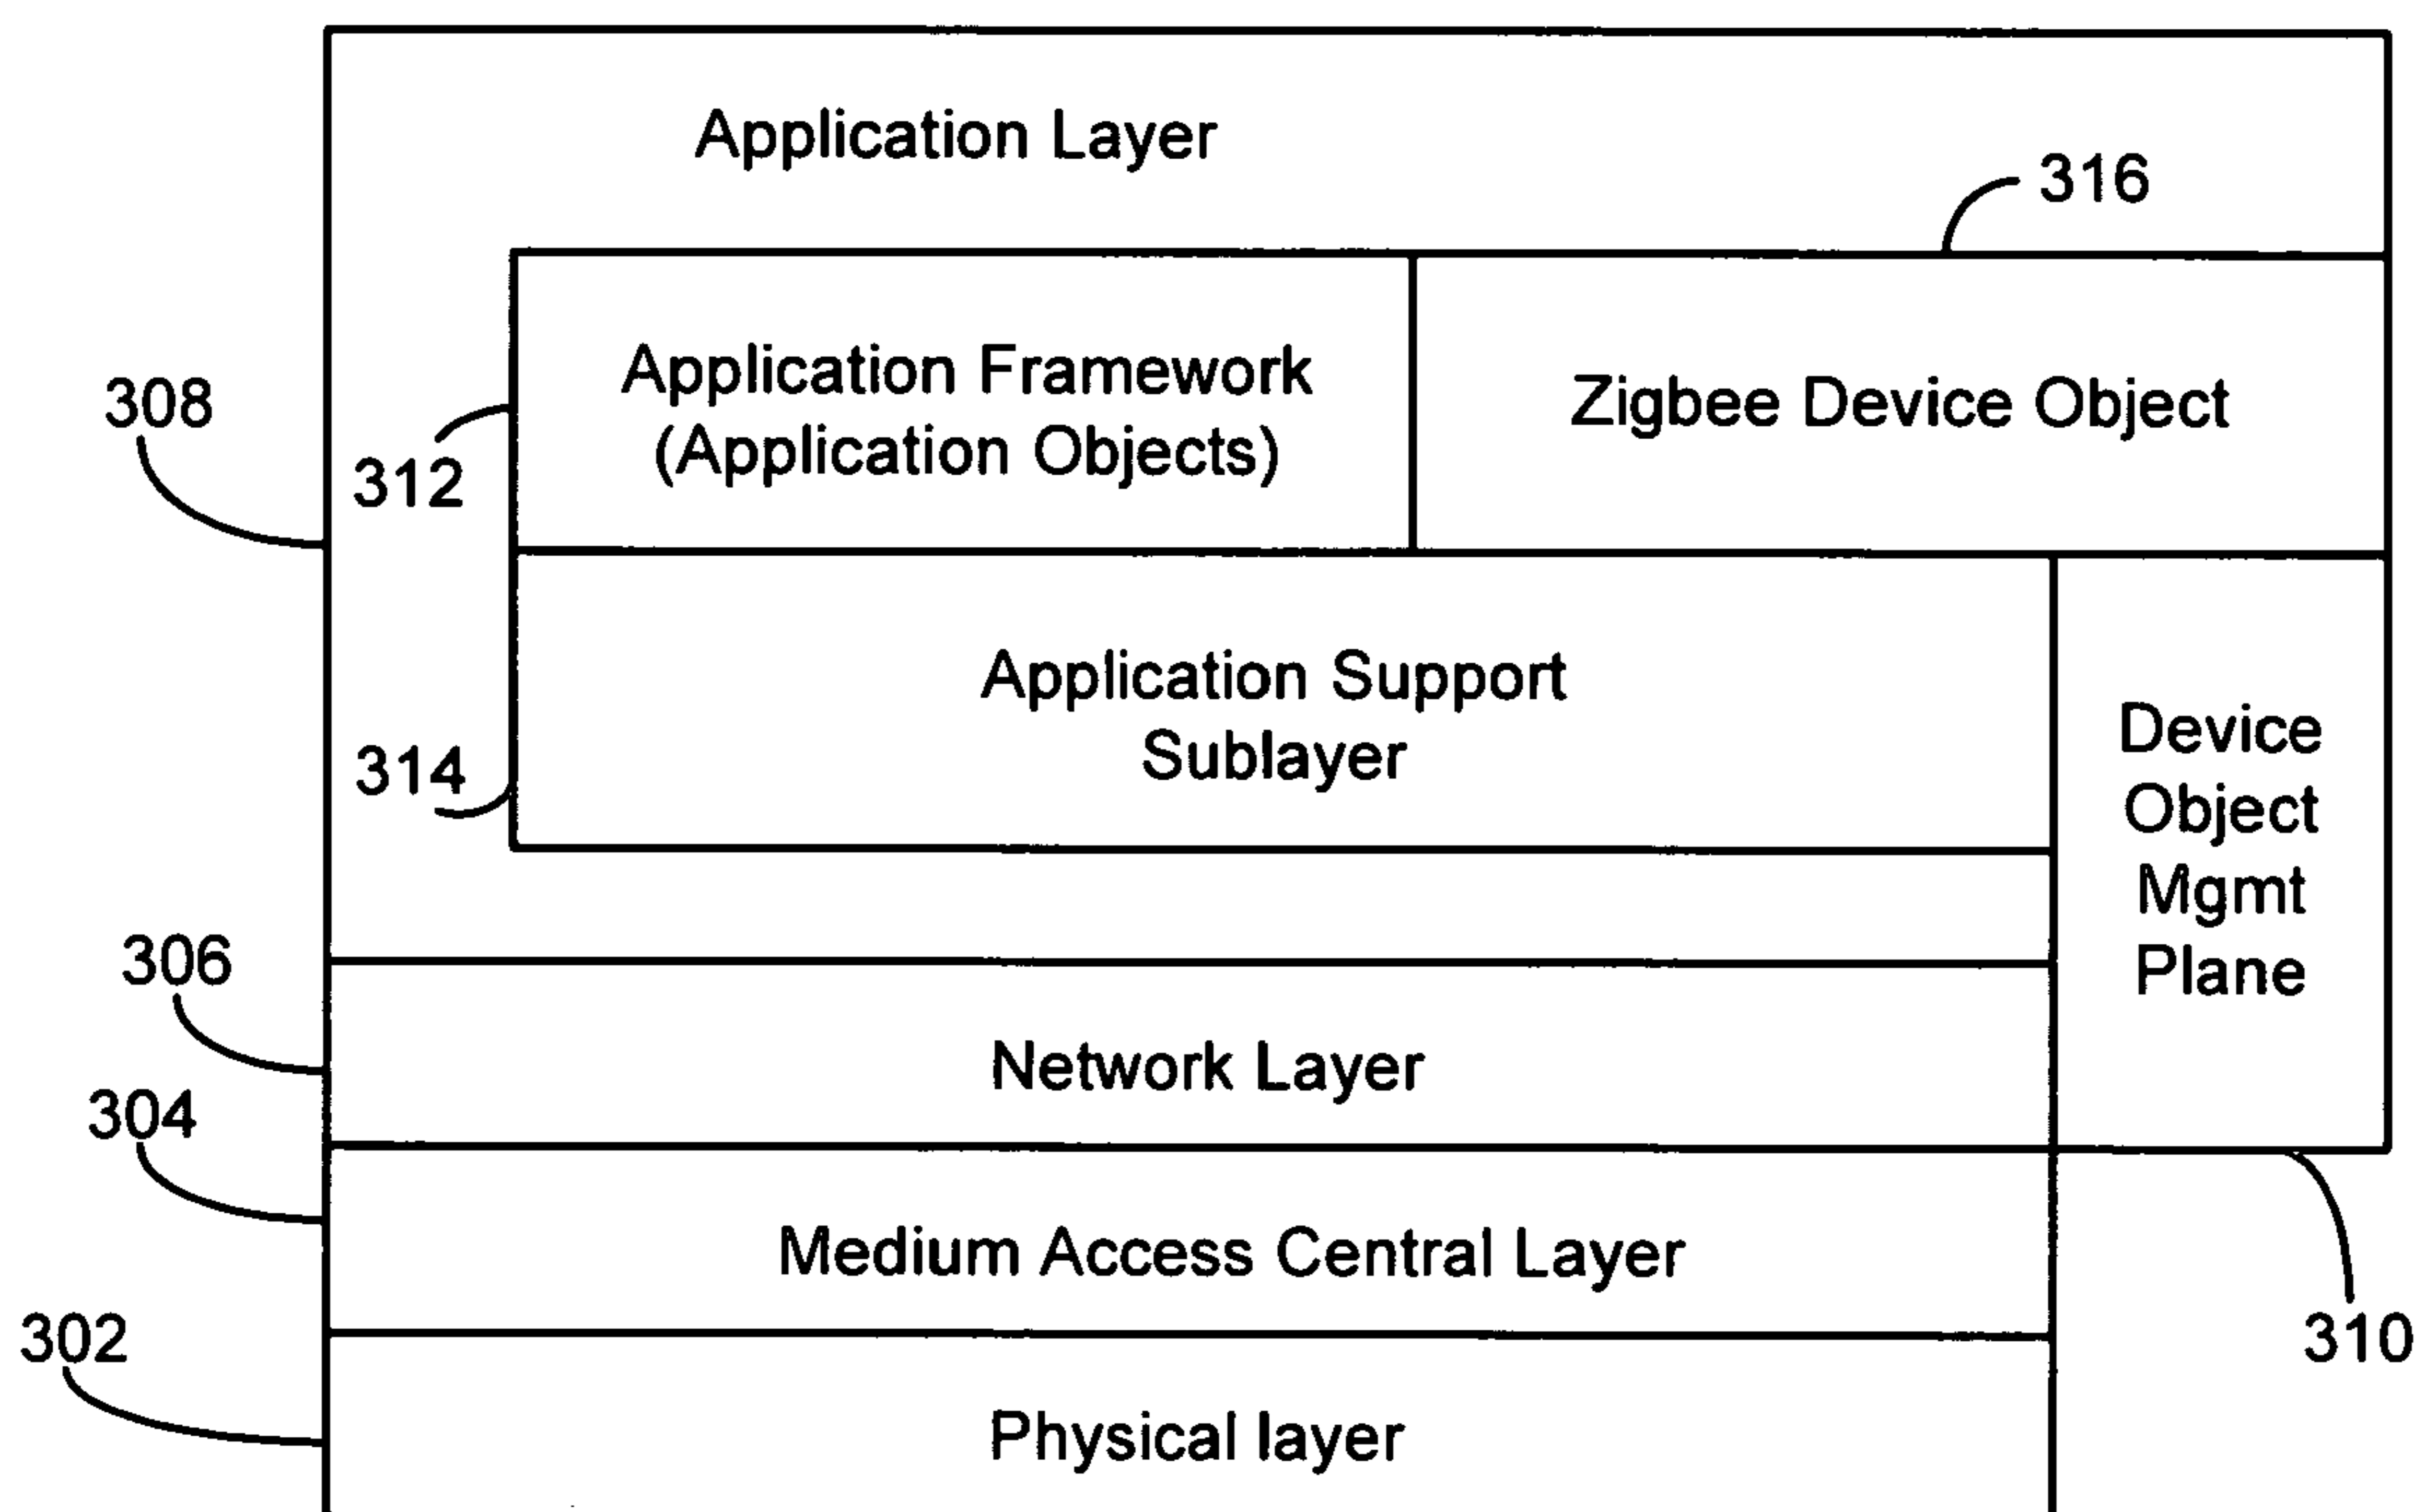 Application Layer
316
Application Framework
(Application Objects)
Zigbee Device Object
308
312
Application Support
Sublayer
314
Device
Object
Mgmt
Plane
306
Network Layer
304
Medium Access Central Layer
302
310
Physical layer